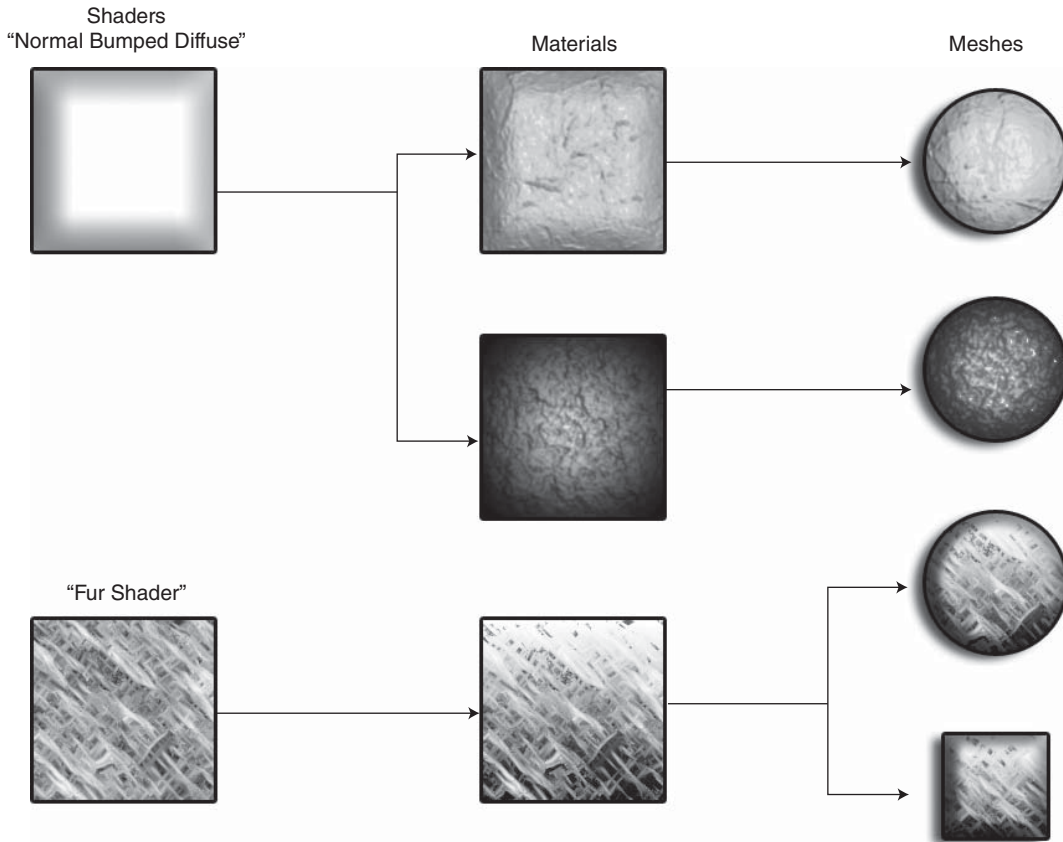 Shaders
“Normal Bumped Diffuse”
Materials
Meshes
“Fur Shader”